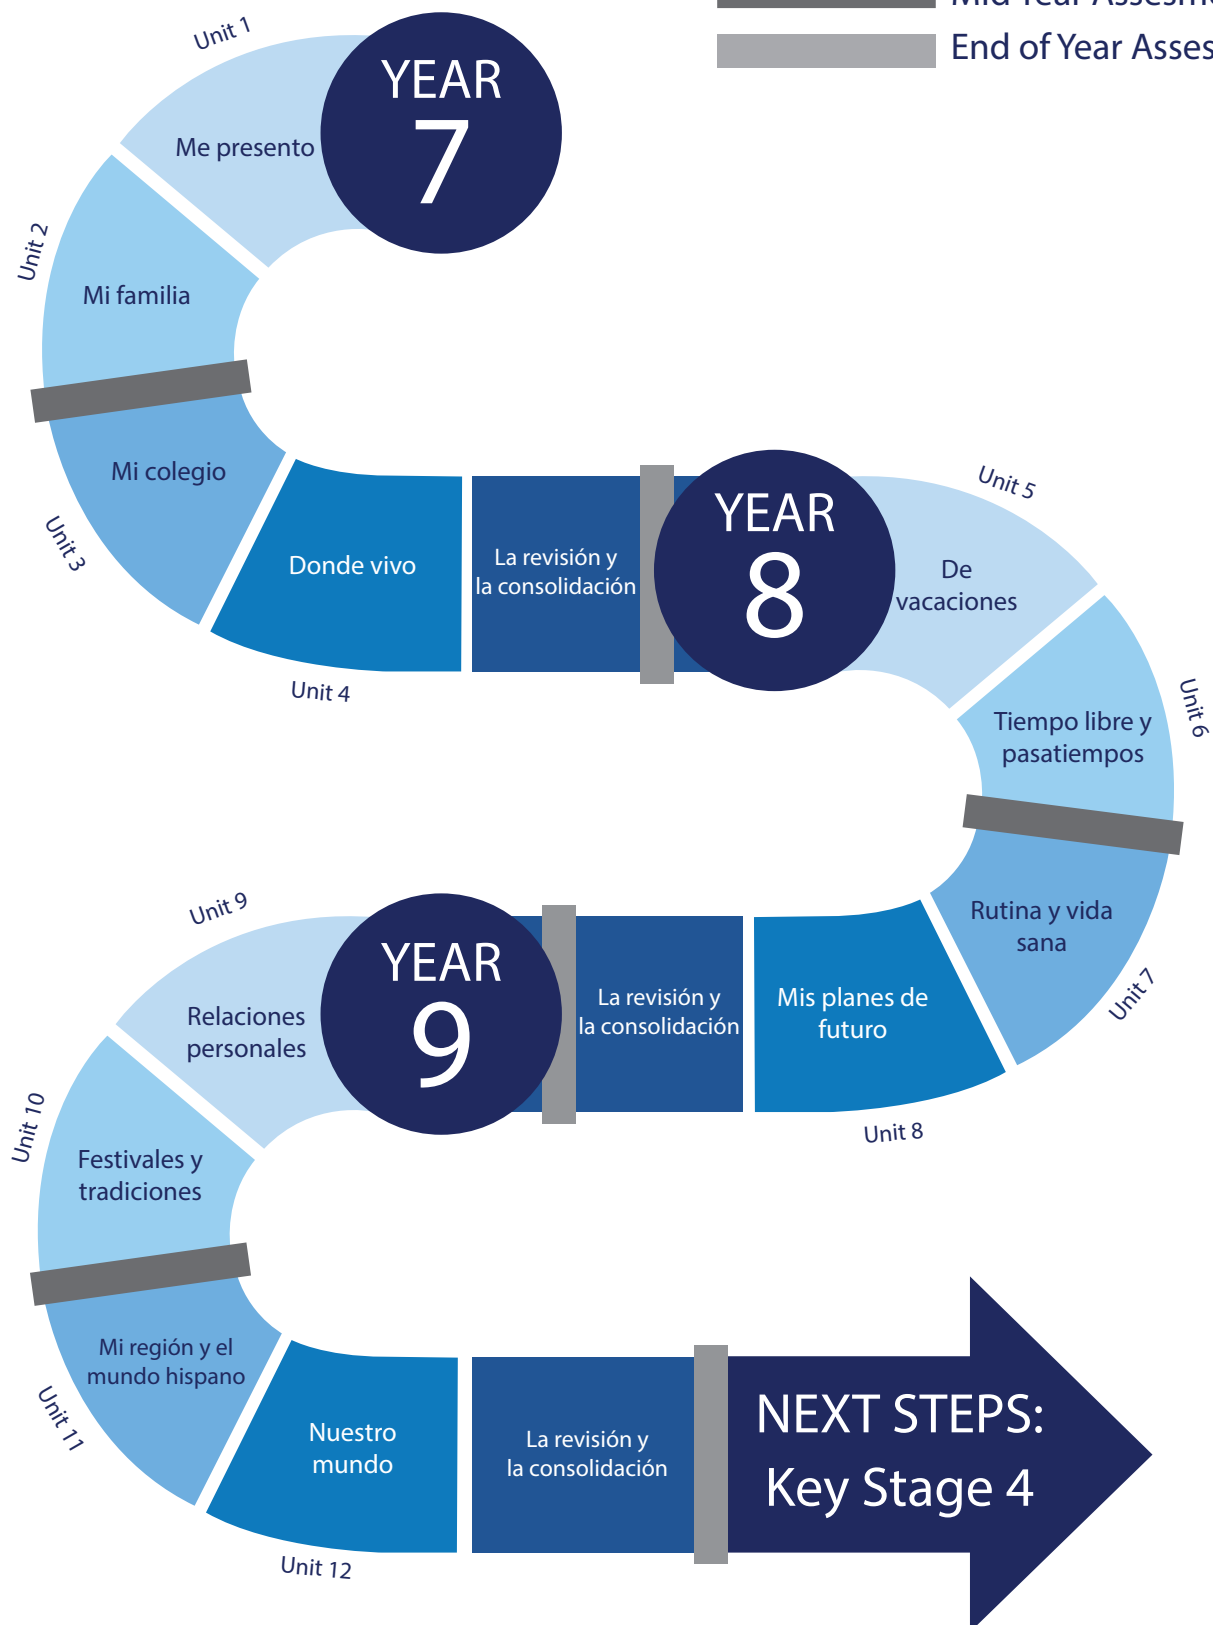 Mid Year
End of Year
Unit 1
YEAR
7
Me presento
Unit 2
Mi familia
Mi colegio
Unit 3
Donde vivo
Unit 4
La revisión y
la consolidación
YEAR
8
Unit 5
De
vacaciones
Unit 6
Tiempo libre y
pasatiempos
Rutina y vida
sana
Unit 7
Mis planes de
futuro
Unit 8
La revisión y
la consolidación
YEAR
9
Unit 9
Relaciones
personales
Unit 10
Festivales y
tradiciones
Mi región y el
mundo hispano
Unit 11
Nuestro
mundo
Unit 12
La revisión y
la consolidación
NEXT STEPS:
Key Stage 4